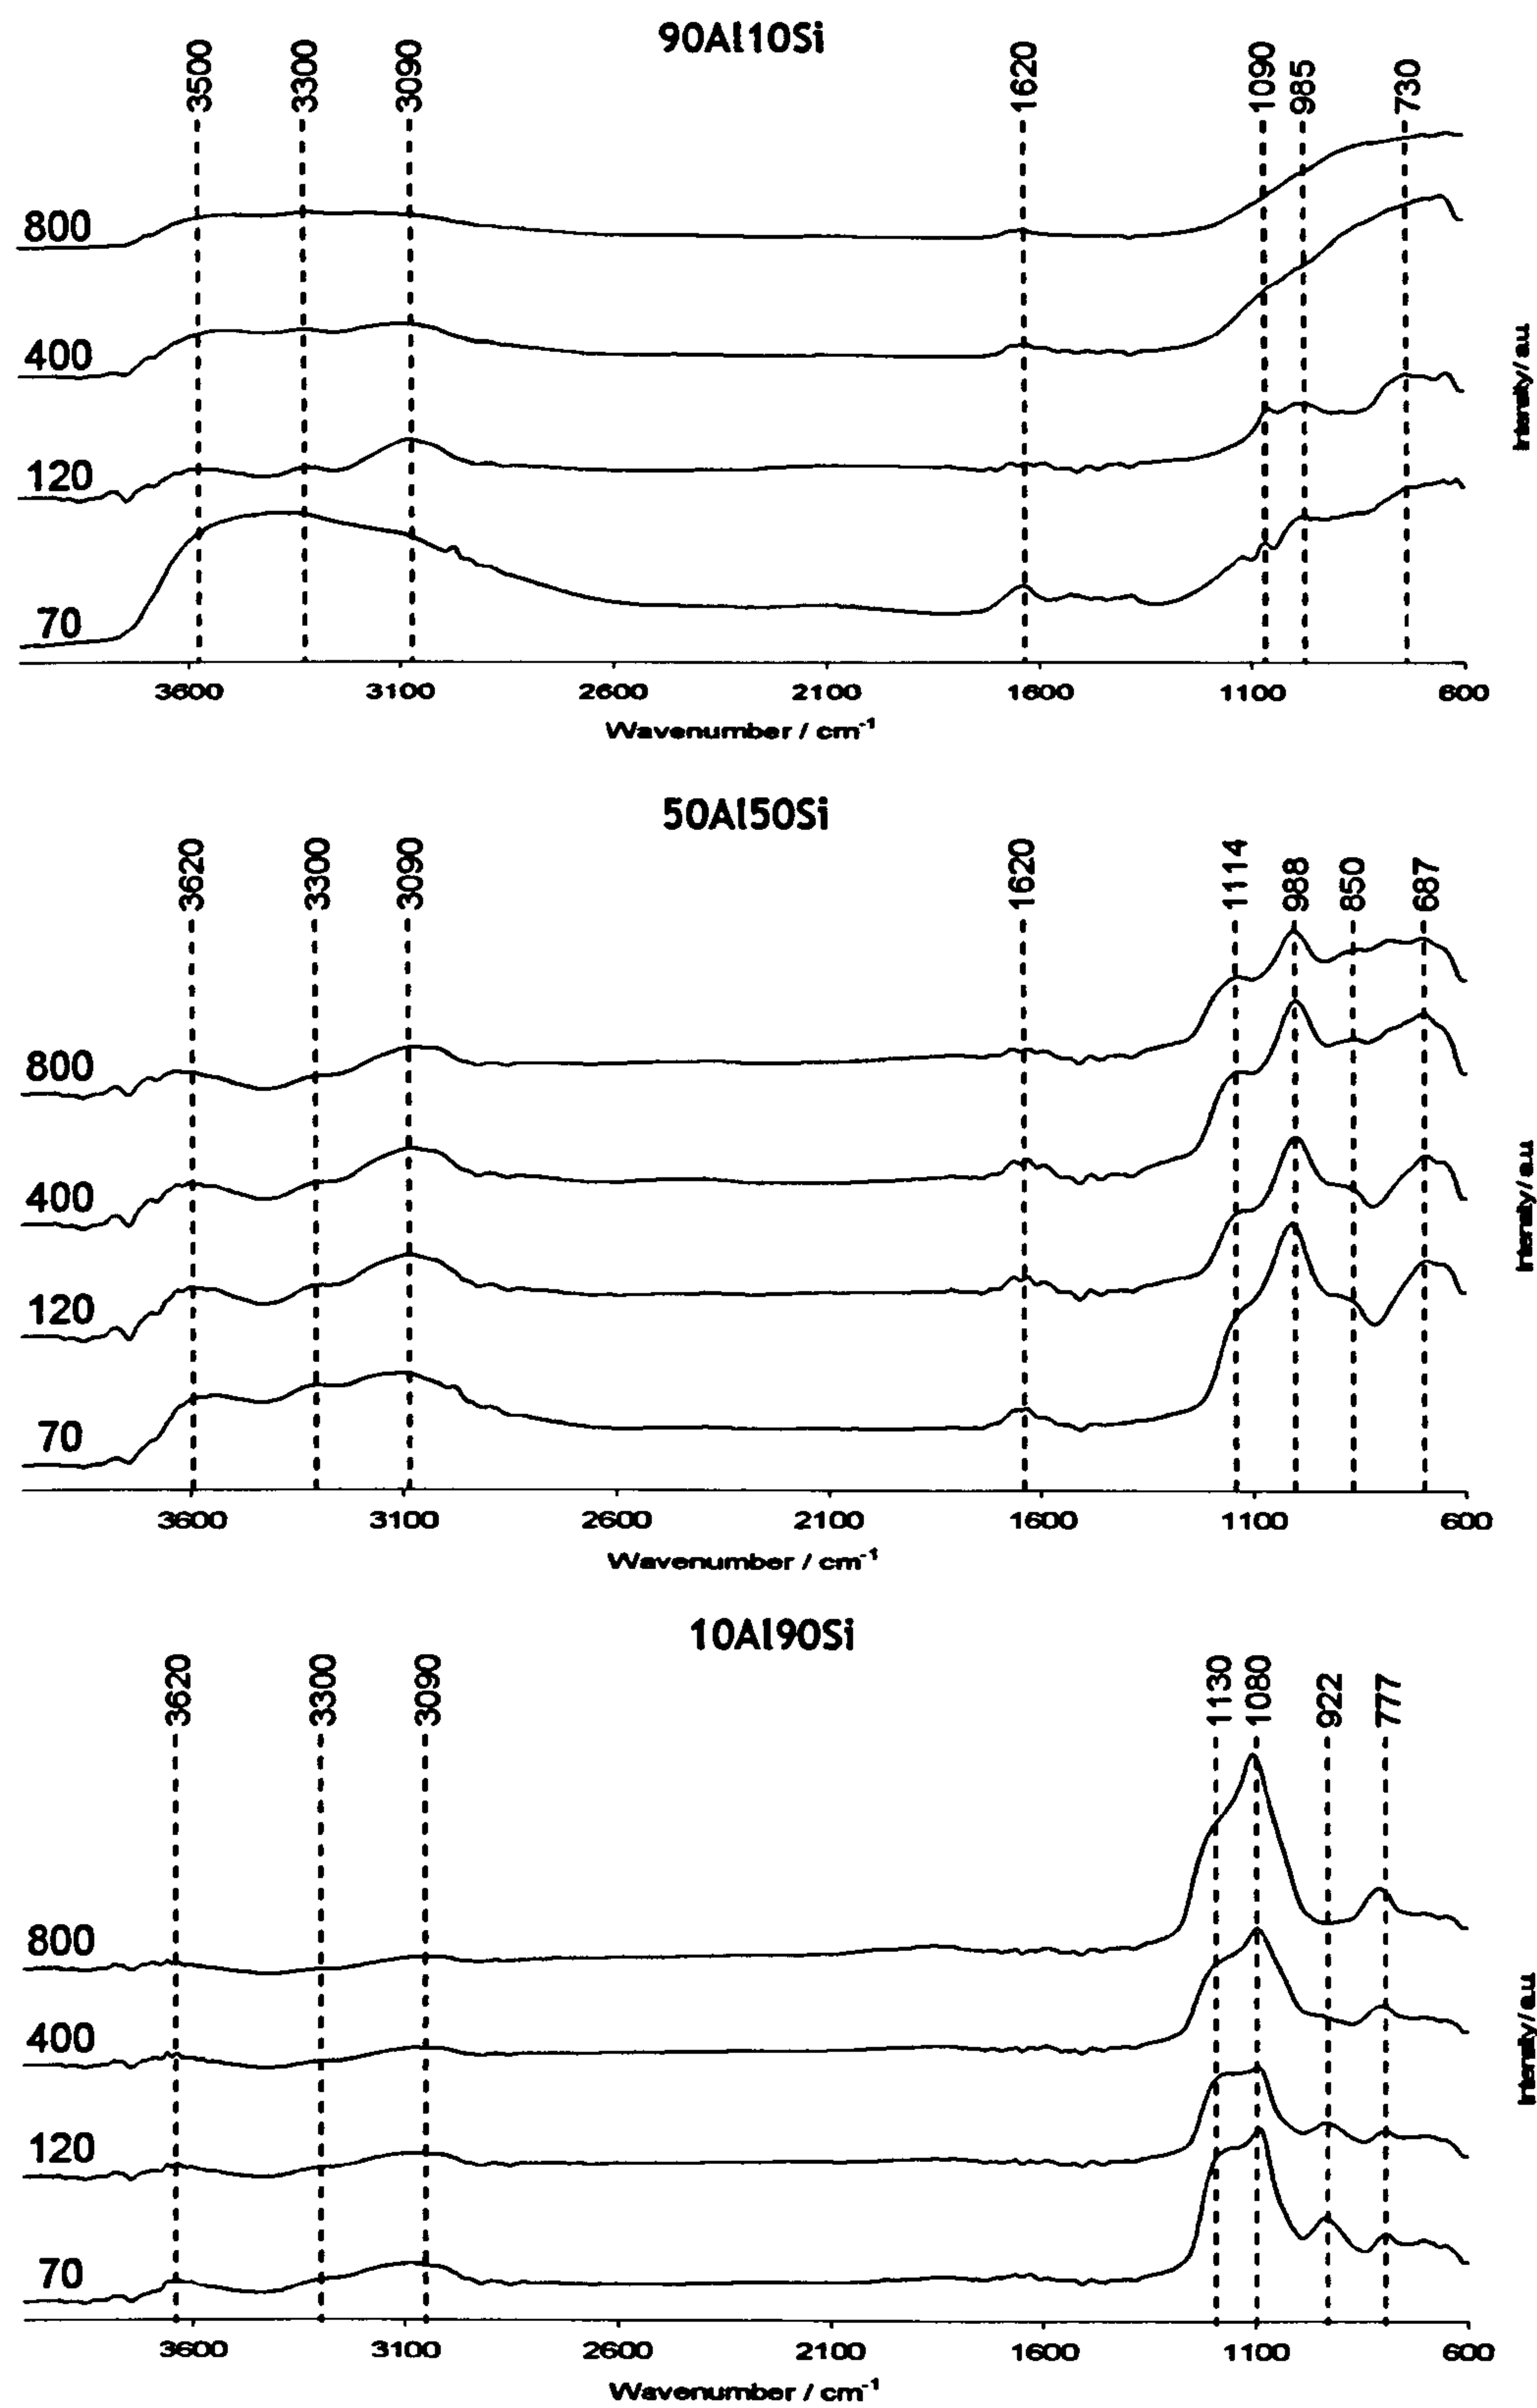 90Al10Si
3500 3300 3090 1620 1090 985 730
800
400
120
70
Intensity/a.u.
3600 3100 2600 2100 1600 1100 600
Wavenumber / cm-1
50Al50Si
3620 3300 3090 1620 1114 988 850 687
800
400
120
70
Intensity/a.u
3600 3100 2600 2100 1600 1100 600
Wavenumber / cm-1
10Al90Si
3620 3300 3090 1130 1080 922 777
800
400
120
70
Intensity/a.u
3600 3100 2600 2100 1600 1100 600
Wavenumber / cm-1